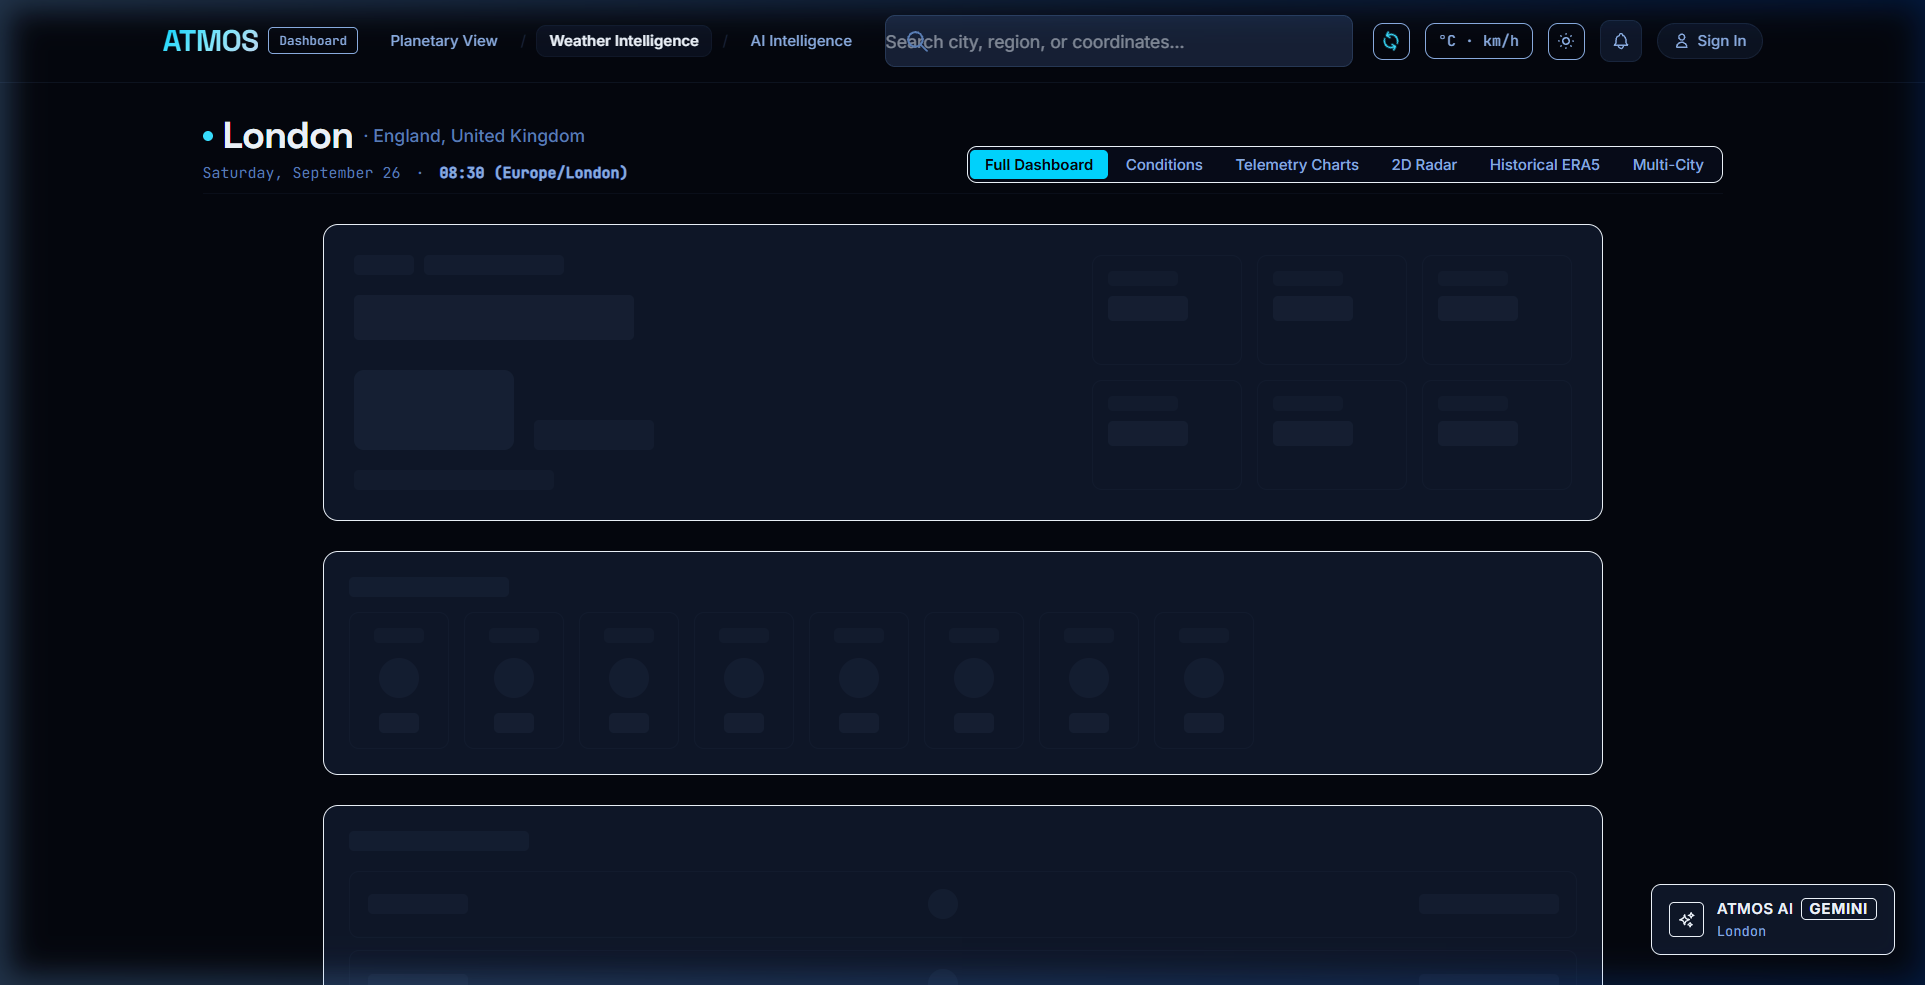 ATMOS Dashboard Planetary View / Weather Intelligence / AI Intelligence Search city, region, or coordinates... °C · km/h Sign In
London · England, United Kingdom
Saturday, September 26 · 08:30 (Europe/London)
Full Dashboard Conditions Telemetry Charts 2D Radar Historical ERA5 Multi-City
ATMOS AI GEMINI
London